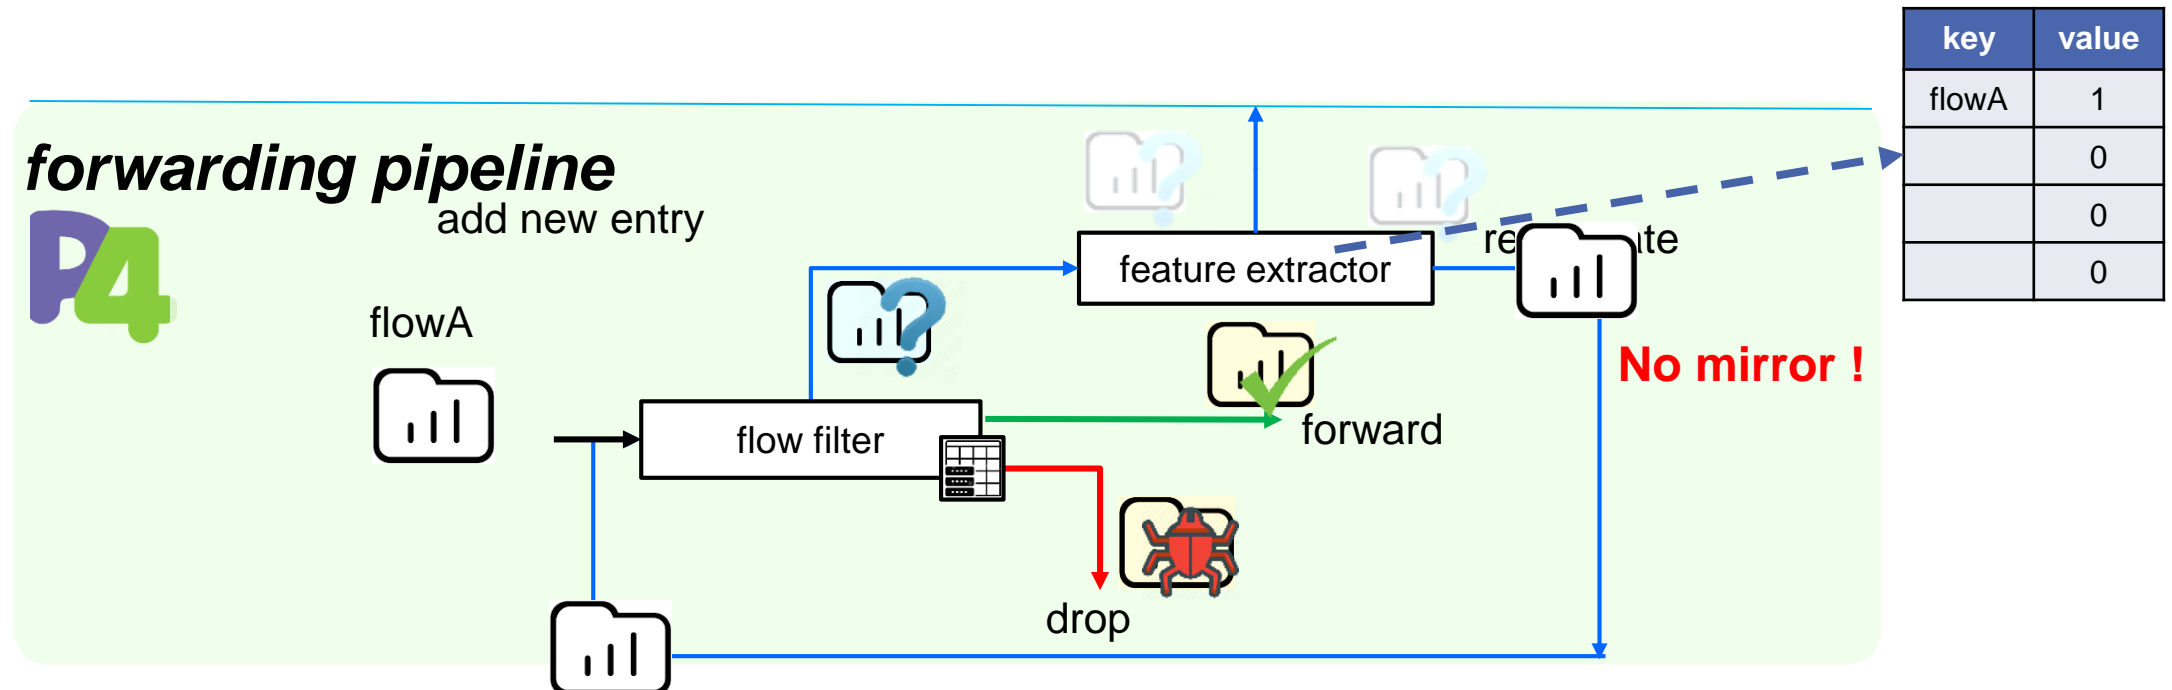 key value
flowA 1
0
0
0
forwarding pipeline
P4
add new entry
feature extractor
flowA
No mirror !
flow filter
forward
drop